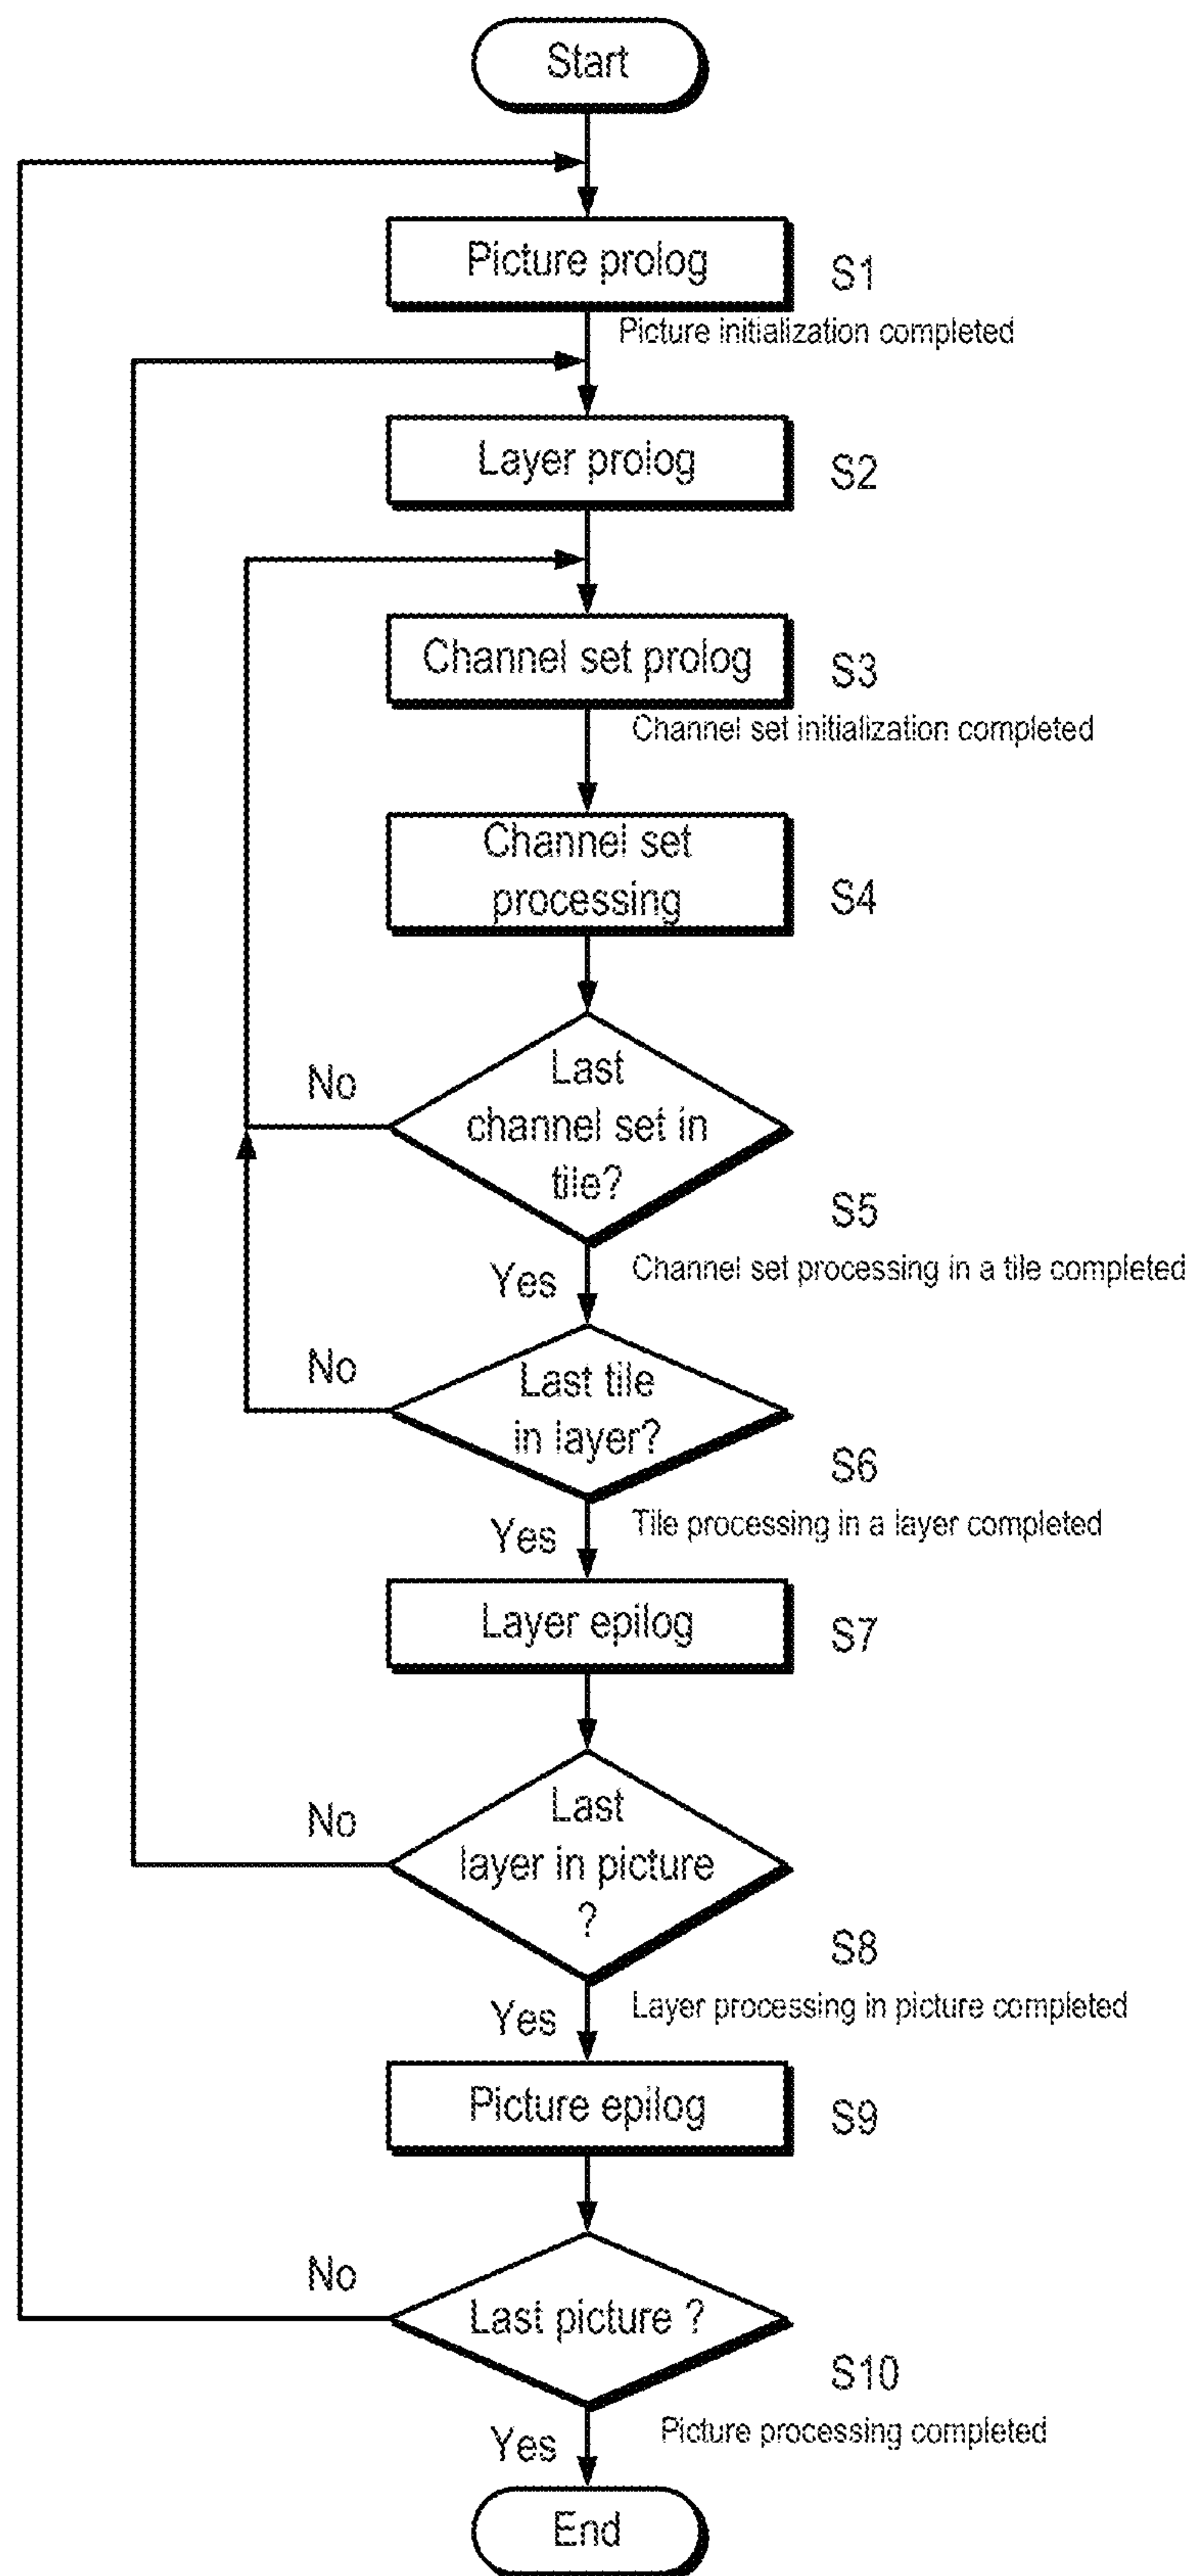 Start
Picture prolog
S1
Picture initialization completed
Layer prolog
S2
Channel set prolog
S3
Channel set initialization completed
Channel set
processing
S4
No
Last
channel set in
tile?
S5
Yes
Channel set processing in a tile completed
No
Last tile
in layer?
S6
Yes
Tile processing in a layer completed
Layer epilog
S7
No
Last
layer in picture
?
S8
Yes
Layer processing in picture completed
Picture epilog
S9
No
Last picture ?
S10
Yes
Picture processing completed
End